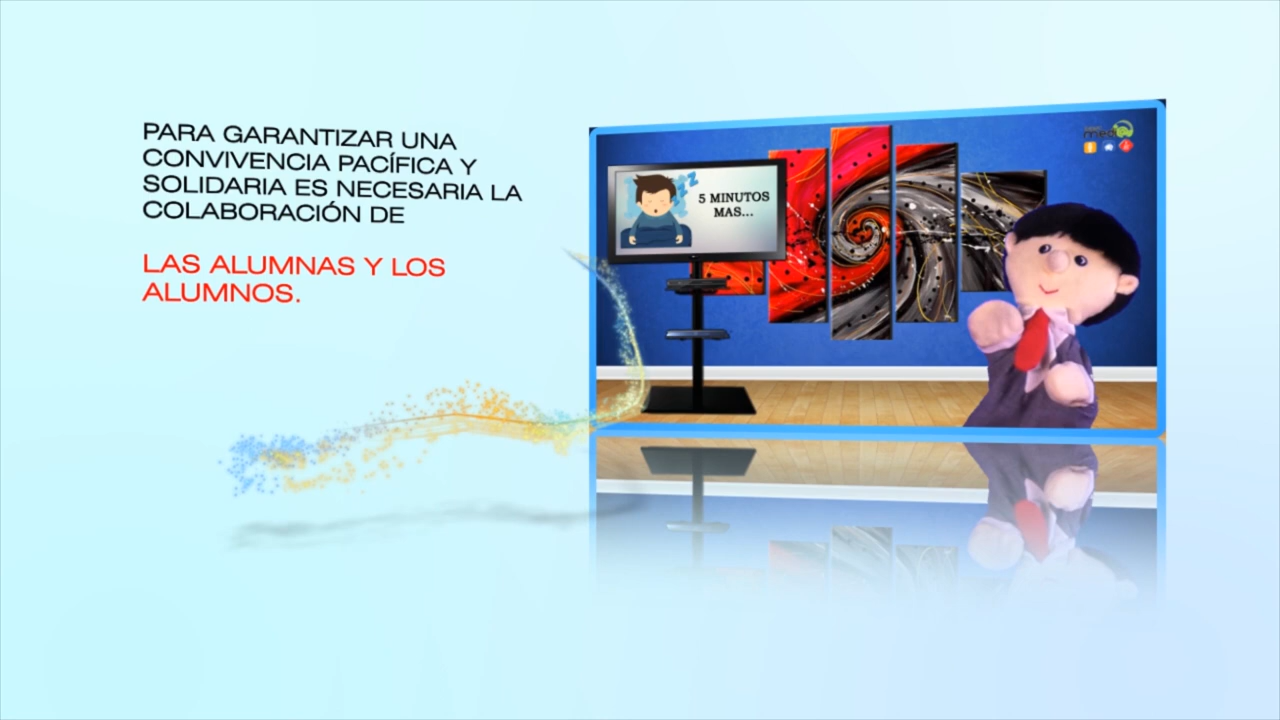 PARA GARANTIZAR UNA
CONVIVENCIA PACÍFICA Y
SOLIDARIA ES NECESARIA LA
COLABORACIÓN DE
LAS ALUMNAS Y LOS
ALUMNOS.
5 MINUTOS
MAS...